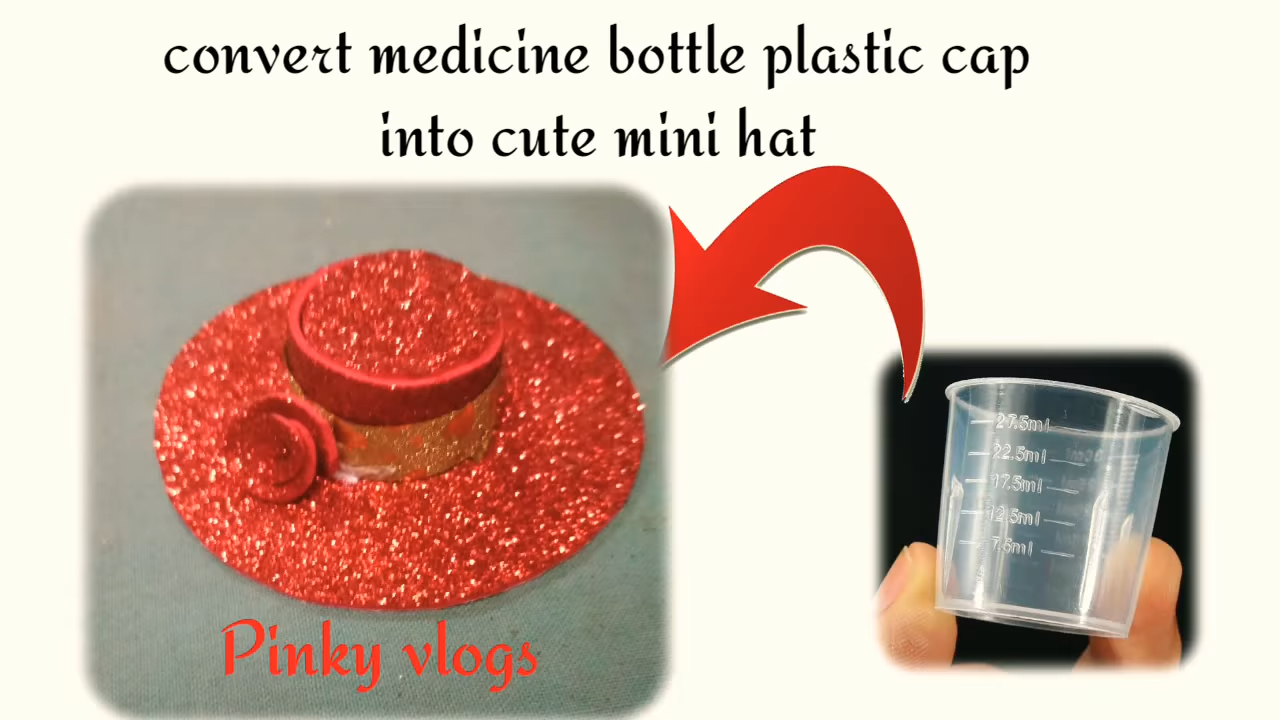 convert medicine bottle plastic cap
into cute mini hat
27.5ml
22.5ml
17.5ml
12.5ml
7.5ml
Pinky vlogs